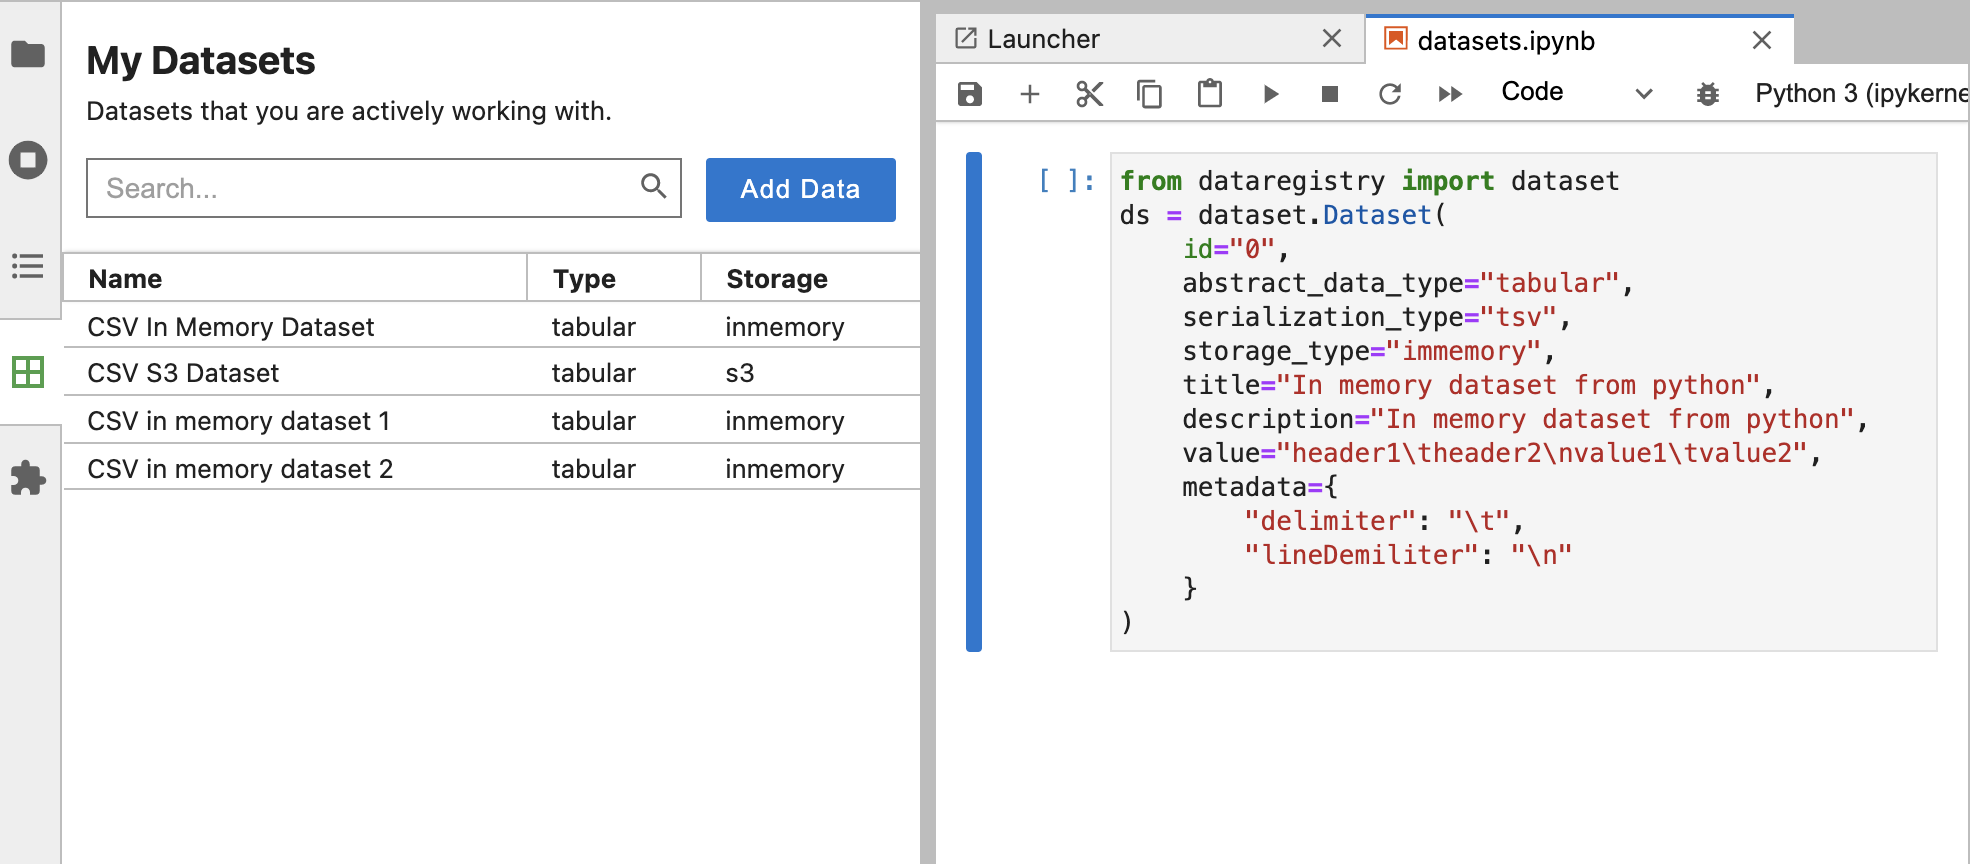 My Datasets
Datasets that you are actively working with.
Search...
Add Data
Name Type Storage
CSV In Memory Dataset tabular inmemory
CSV S3 Dataset tabular s3
CSV in memory dataset 1 tabular inmemory
CSV in memory dataset 2 tabular inmemory
Launcher
datasets.ipynb
Code
Python 3 (ipykerne
[ ]:
from dataregistry import dataset
ds = dataset.Dataset(
    id="0",
    abstract_data_type="tabular",
    serialization_type="tsv",
    storage_type="immemory",
    title="In memory dataset from python",
    description="In memory dataset from python",
    value="header1\theader2\nvalue1\tvalue2",
    metadata={
        "delimiter": "\t",
        "lineDemiliter": "\n"
    }
)